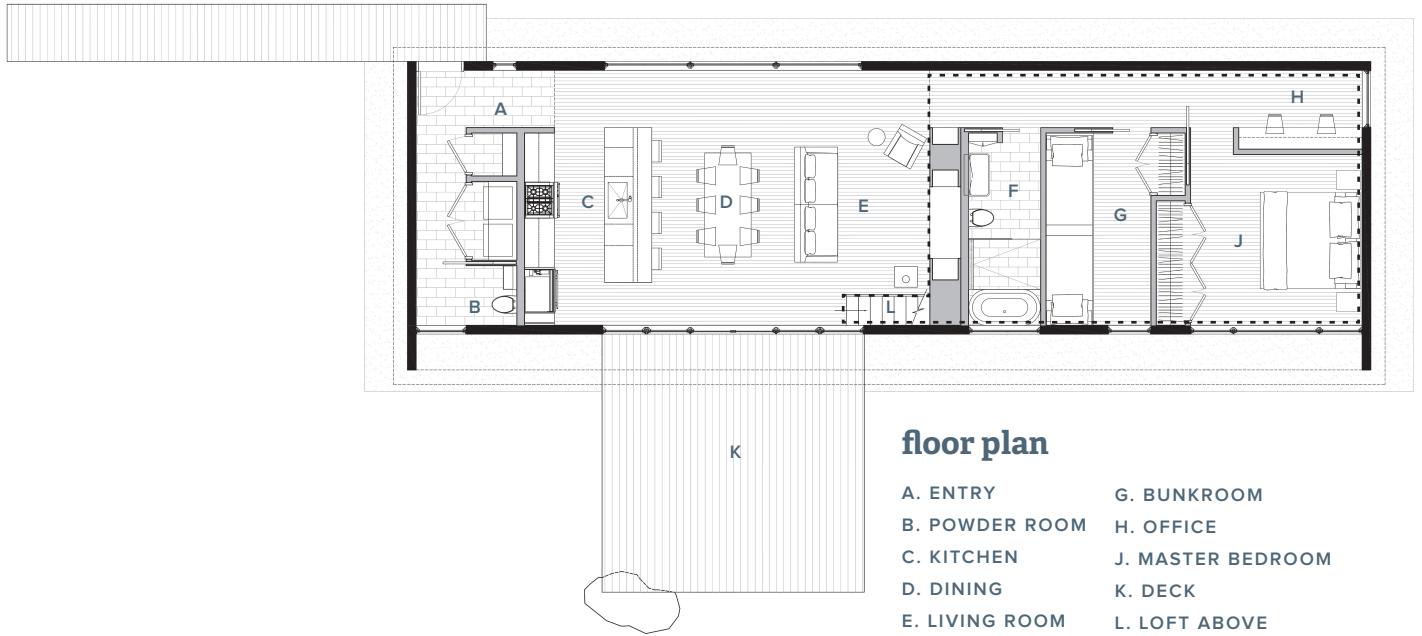 A
H
C
D
E
F
G
J
B
L
K
floor plan
A. ENTRY
B. POWDER ROOM
C. KITCHEN
D. DINING
E. LIVING ROOM
G. BUNKROOM
H. OFFICE
J. MASTER BEDROOM
K. DECK
L. LOFT ABOVE